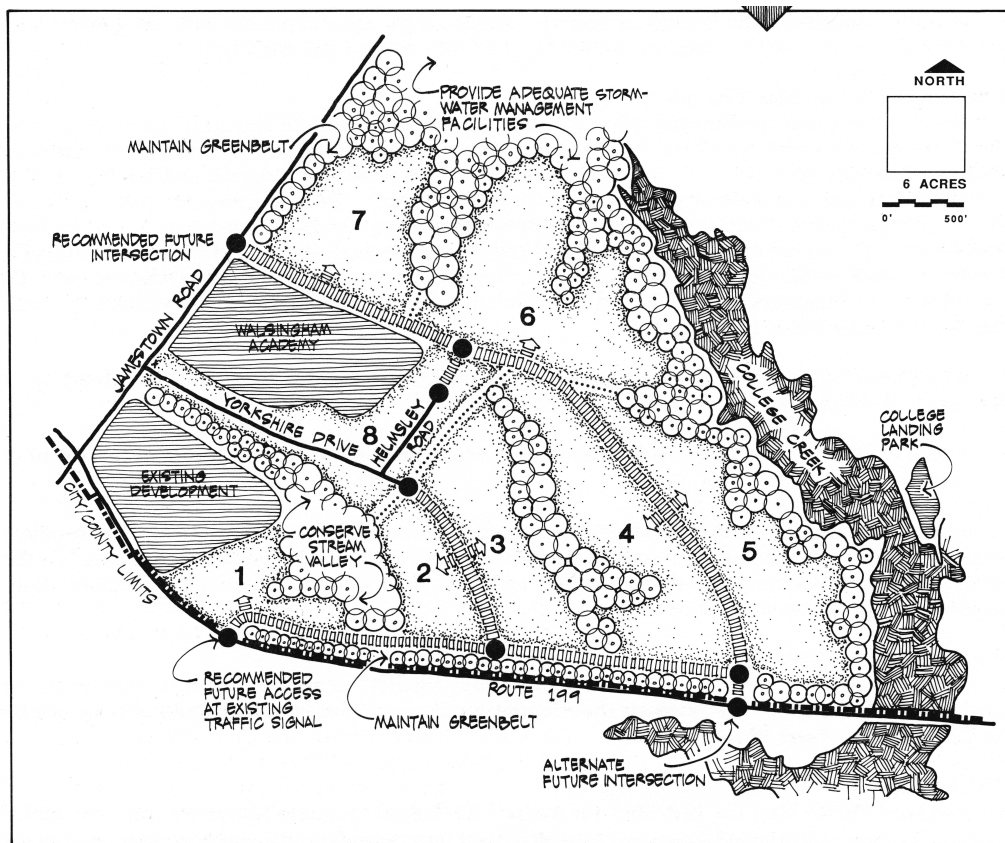 NORTH
6 ACRES
0' 500'
PROVIDE ADEQUATE STORM-
WATER MANAGEMENT
FACILITIES
MAINTAIN GREENBELT
RECOMMENDED FUTURE
INTERSECTION
JAMESTOWN ROAD
WALSINGHAM
ACADEMY
7
6
YORKSHIRE DRIVE
8
HELMSLEY
ROAD
COLLEGE CREEK
COLLEGE
LANDING
PARK
EXISTING
DEVELOPMENT
CITY/COUNTY LIMITS
CONSERVE
STREAM
VALLEY
1
2
3
4
5
RECOMMENDED
FUTURE ACCESS
AT EXISTING
TRAFFIC SIGNAL
MAINTAIN GREENBELT
ROUTE 199
ALTERNATE
FUTURE INTERSECTION